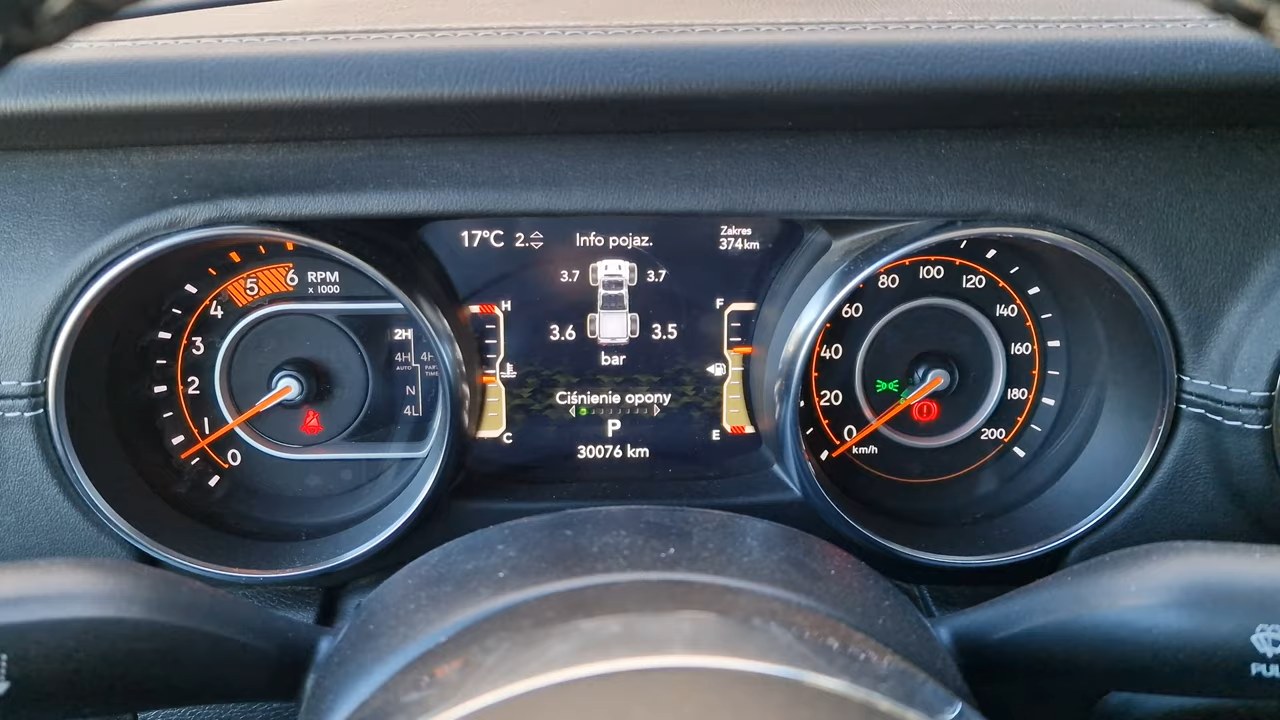 17°C 2.
Info pojaz.
Zakres
374 km
3.7 3.7
3.6 3.5
bar
Ciśnienie opony
P
30076 km
H
C
F
E
6
5
4
3
2
1
0
RPM
x 1000
2H
4H
AUTO
4H
PART
TIME
N
4L
0
20
40
60
80
100
120
140
160
180
200
km/h